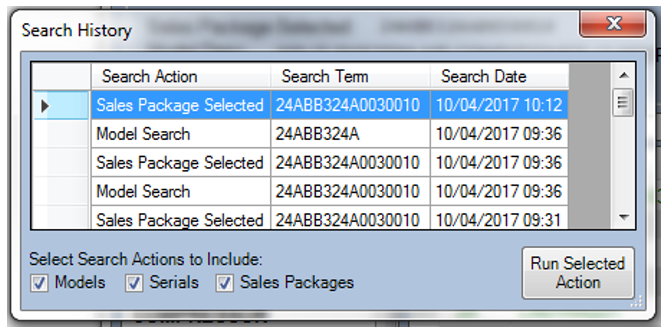 Search History
Search Action Search Term Search Date
Sales Package Selected 24ABB324A0030010 10/04/2017 10:12
Model Search 24ABB324A 10/04/2017 09:36
Sales Package Selected 24ABB324A0030010 10/04/2017 09:36
Model Search 24ABB324A0030010 10/04/2017 09:36
Sales Package Selected 24ABB324A0030010 10/04/2017 09:31
Select Search Actions to Include:
Models Serials Sales Packages
Run Selected
Action